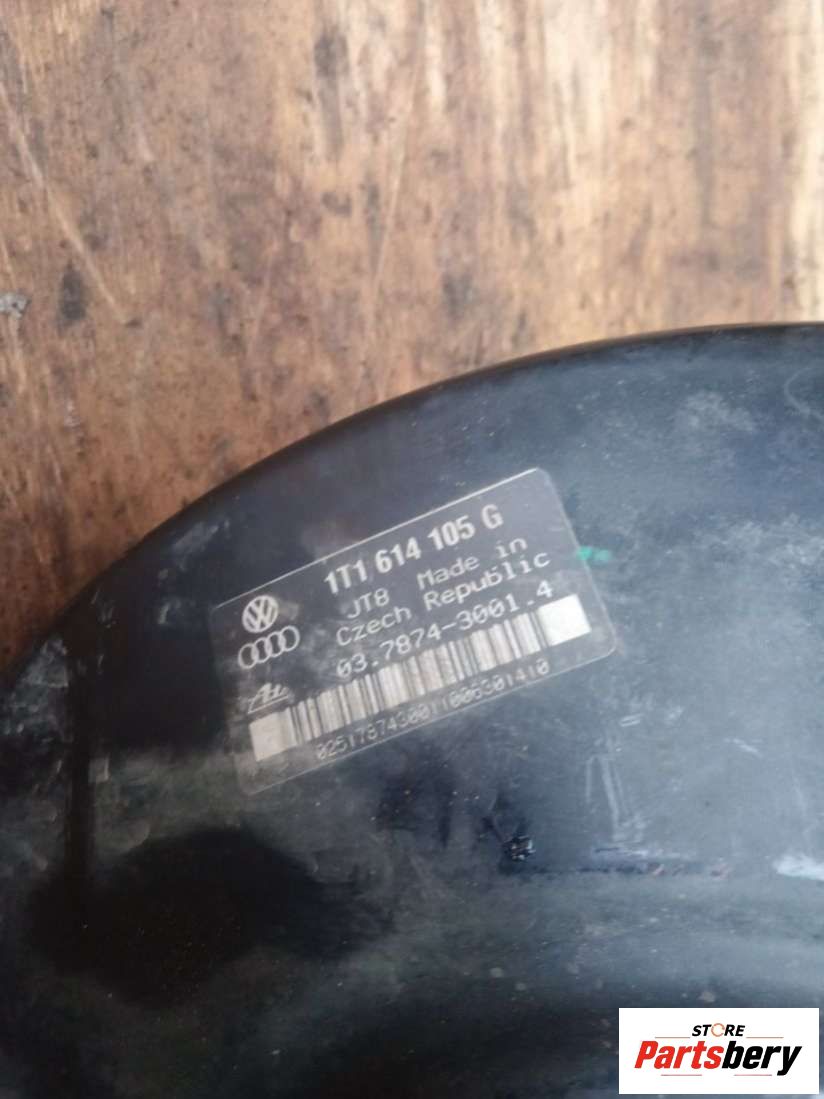 1T1 614 105 G
JT8 Made in
Czech Republic
03.7874-3001.4
STORE
Partsbery